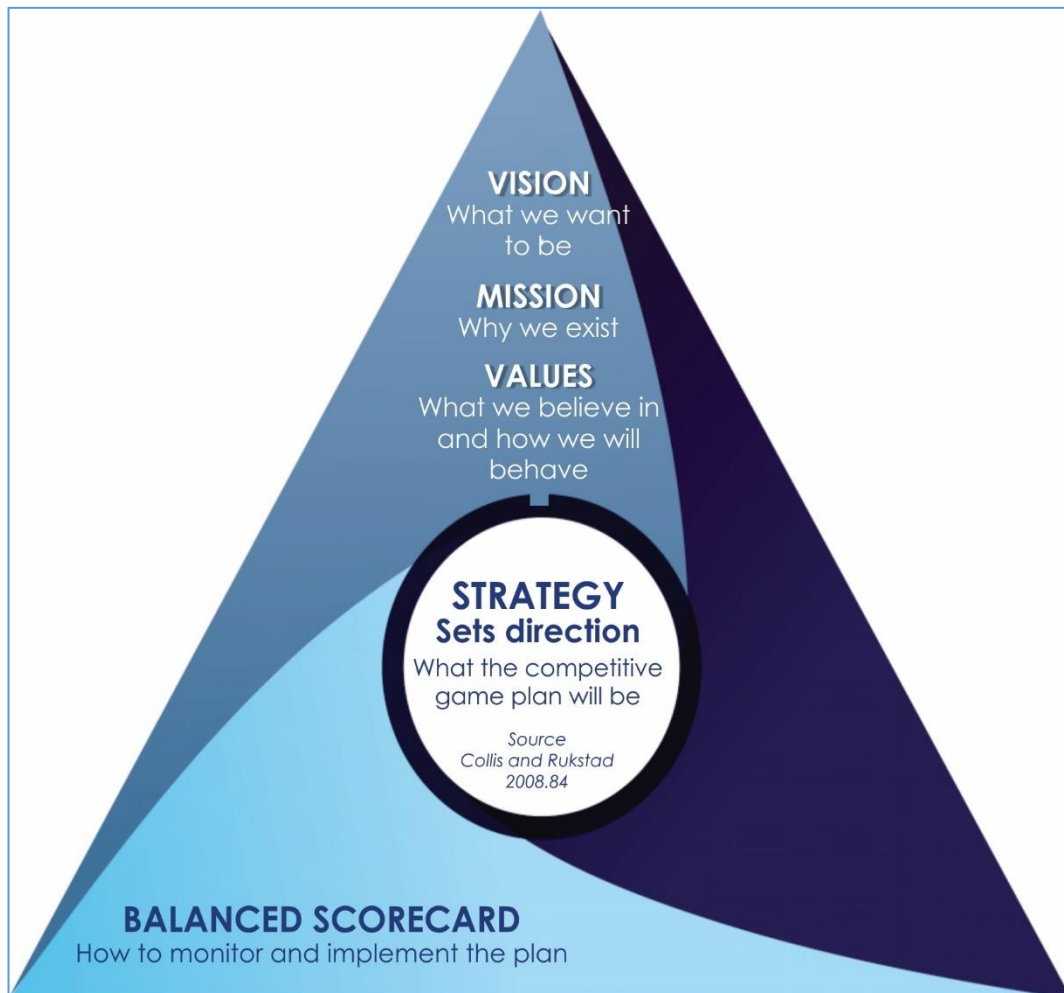 VISION
What we want
to be
MISSION
Why we exist
VALUES
What we believe in
and how we will
behave
STRATEGY
Sets direction
What the competitive
game plan will be
Source
Collis and Rukstad
2008.84
BALANCED SCORECARD
How to monitor and implement the plan